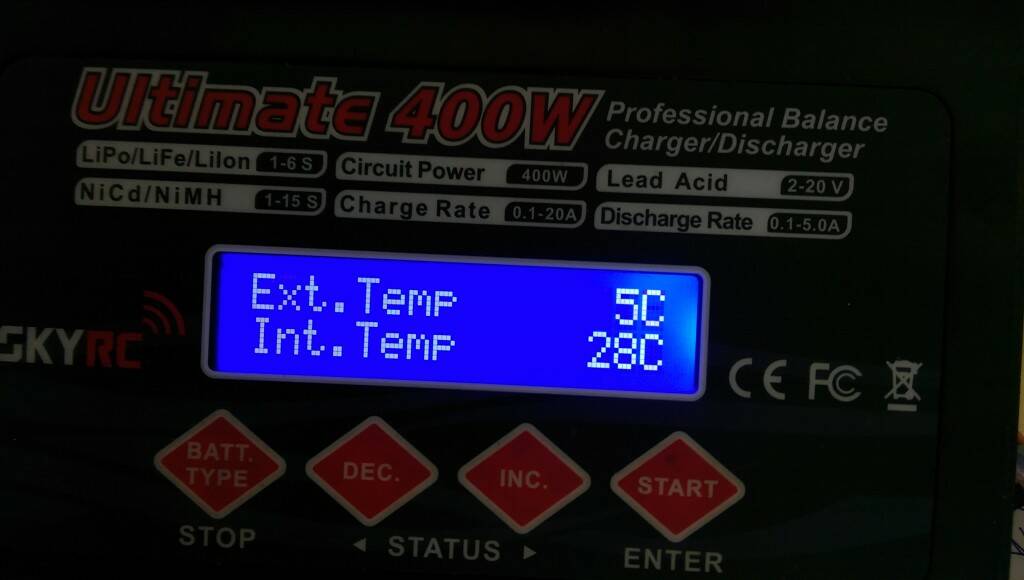 Ultimate 400W
Professional Balance
Charger/Discharger
LiPo/LiFe/LiIon 1-6 S
Circuit Power 400W
Lead Acid 2-20 V
NiCd/NiMH 1-15 S
Charge Rate 0.1-20A
Discharge Rate 0.1-5.0A
Ext.Temp 5C
Int.Temp 28C
SKYRC
CE FC
BATT.
TYPE
DEC.
INC.
START
STOP
◄ STATUS ►
ENTER